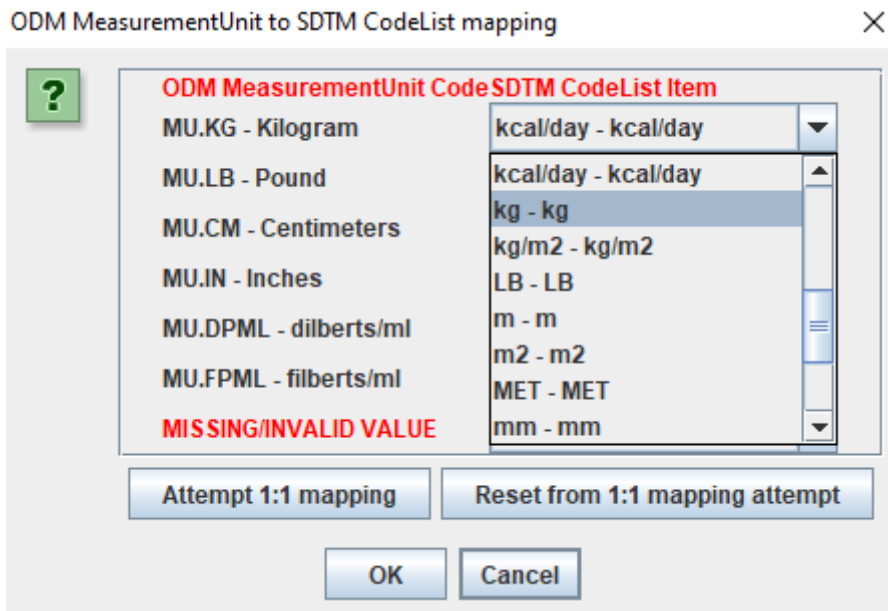 ODM MeasurementUnit to SDTM CodeList mapping
?
ODM MeasurementUnit Code SDTM CodeList Item
MU.KG - Kilogram
kcal/day - kcal/day
MU.LB - Pound
kcal/day - kcal/day
kg - kg
MU.CM - Centimeters
kg/m2 - kg/m2
MU.IN - Inches
LB - LB
MU.DPML - dilberts/ml
m - m
m2 - m2
MU.FPML - filberts/ml
MET - MET
MISSING/INVALID VALUE
mm - mm
Attempt 1:1 mapping
Reset from 1:1 mapping attempt
OK
Cancel